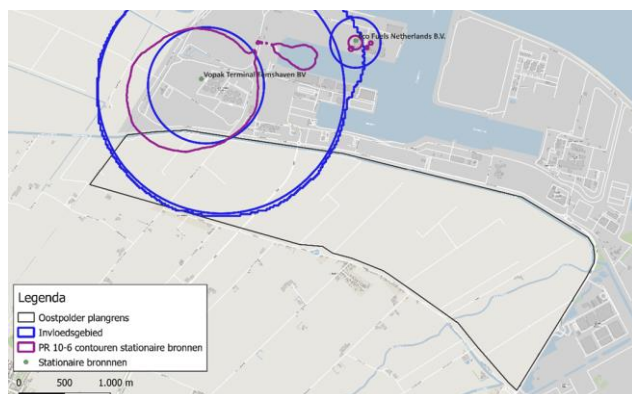 Eco Fuels Netherlands B.V.
Vopak Terminal Eemshaven BV
Legenda
Oostpolder plangrens
Invloedsgebied
PR 10-6 contouren stationaire bronnen
Stationaire bronnnen
0 500 1.000 m